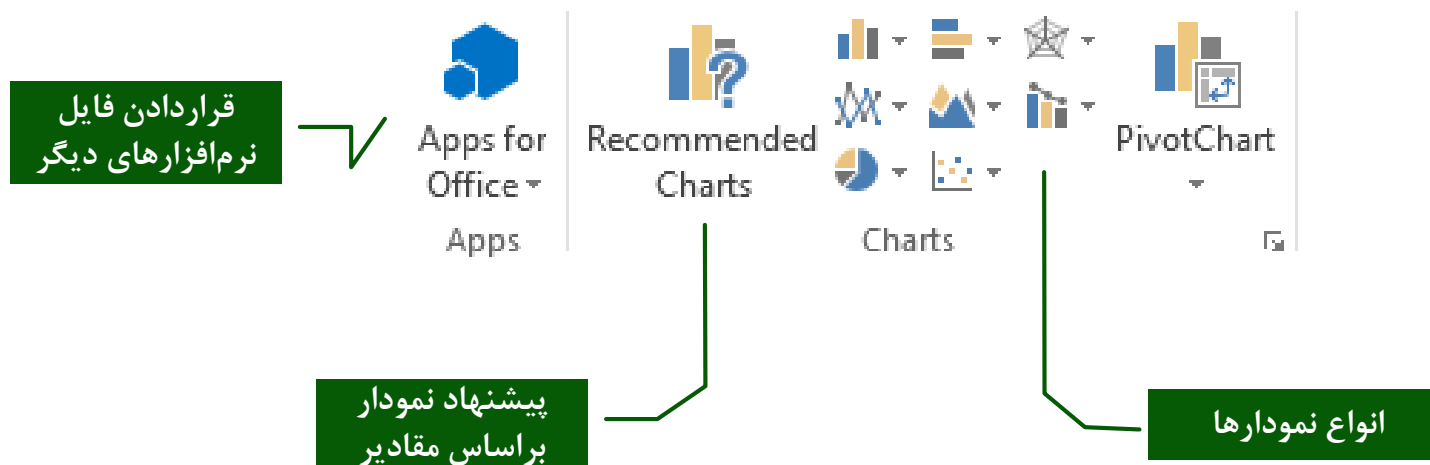 قراردادن فایل
نرم‌افزارهای دیگر
Apps for
Office
Apps
Recommended
Charts
Charts
PivotChart
پیشنهاد نمودار
براساس مقادیر
انواع نمودارها